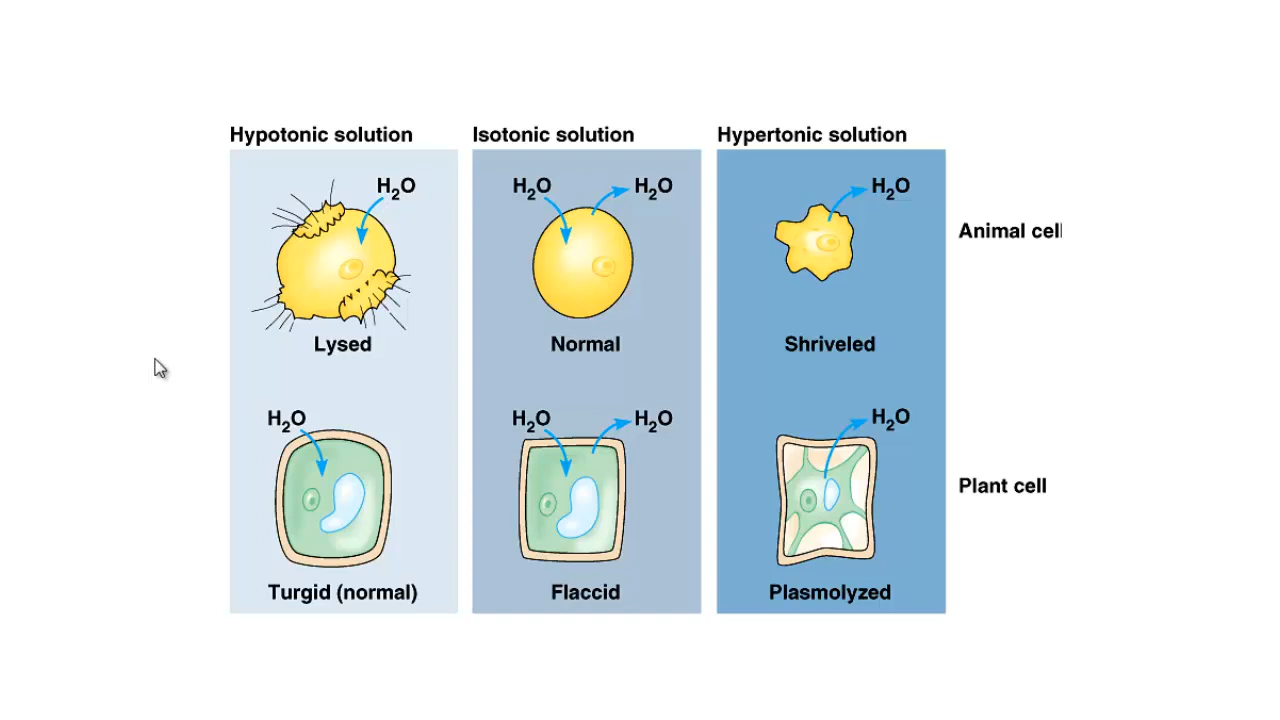 Hypotonic solution
Isotonic solution
Hypertonic solution
H2O
H2O
H2O
H2O
Animal cell
Lysed
Normal
Shriveled
H2O
H2O
H2O
H2O
Plant cell
Turgid (normal)
Flaccid
Plasmolyzed